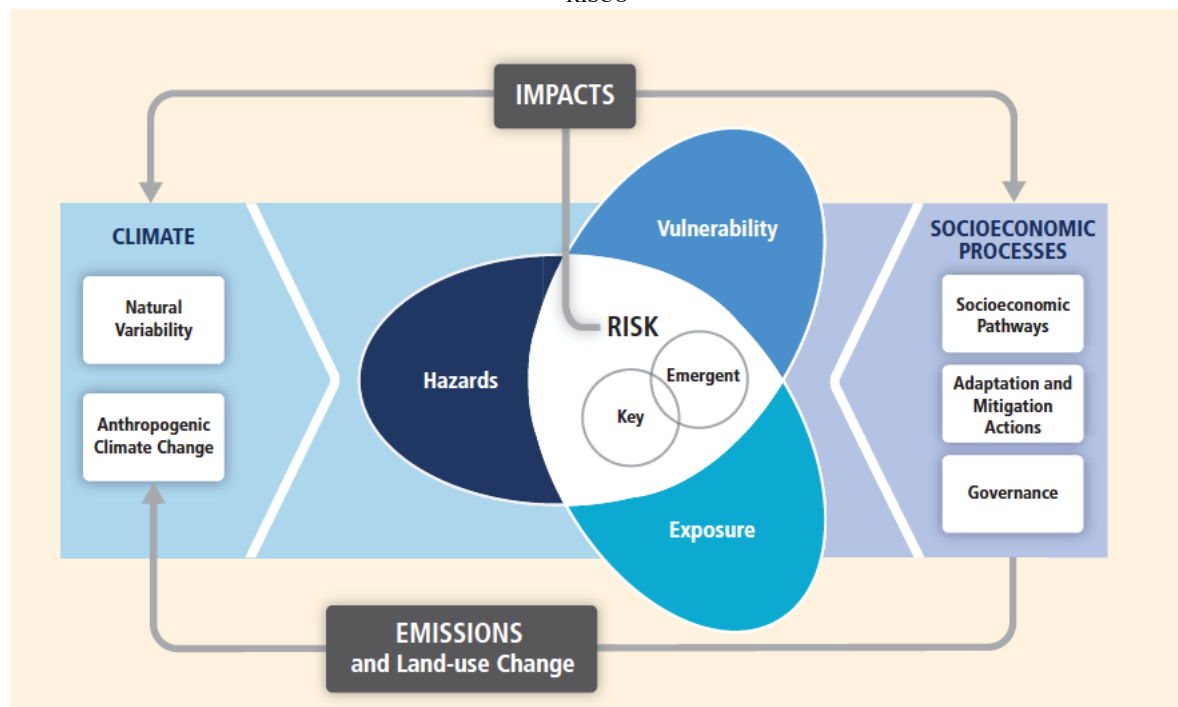 IMPACTS
CLIMATE
Natural
Variability
Anthropogenic
Climate Change
Vulnerability
Hazards
RISK
Emergent
Key
Exposure
SOCIOECONOMIC
PROCESSES
Socioeconomic
Pathways
Adaptation and
Mitigation
Actions
Governance
EMISSIONS
and Land-use Change